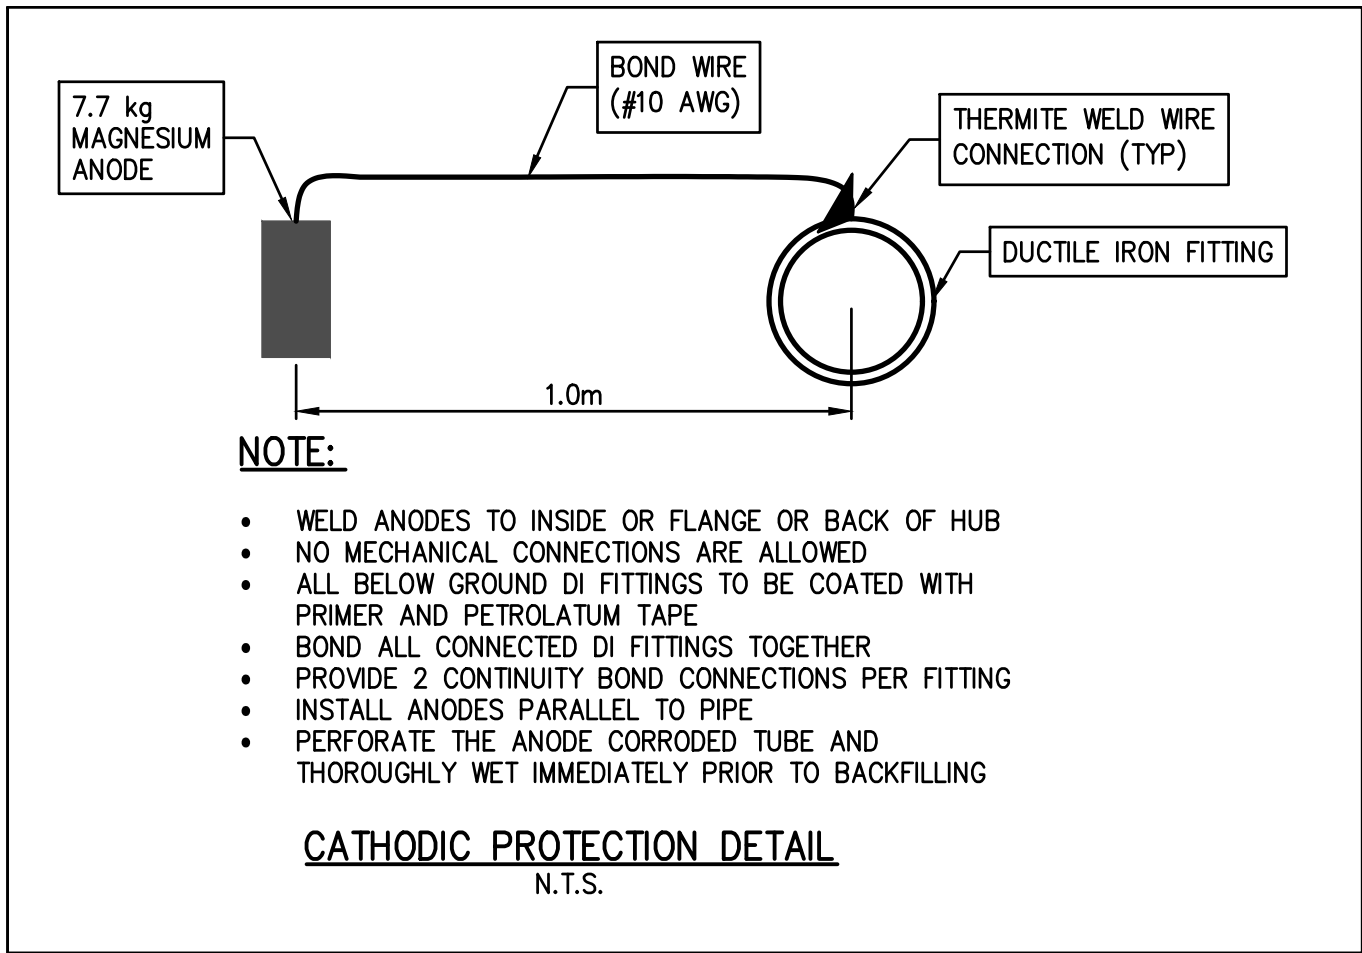 7.7 kg
MAGNESIUM
ANODE
BOND WIRE
(#10 AWG)
THERMITE WELD WIRE
CONNECTION (TYP)
DUCTILE IRON FITTING
1.0m
NOTE:
• WELD ANODES TO INSIDE OR FLANGE OR BACK OF HUB
• NO MECHANICAL CONNECTIONS ARE ALLOWED
• ALL BELOW GROUND DI FITTINGS TO BE COATED WITH
PRIMER AND PETROLATUM TAPE
• BOND ALL CONNECTED DI FITTINGS TOGETHER
• PROVIDE 2 CONTINUITY BOND CONNECTIONS PER FITTING
• INSTALL ANODES PARALLEL TO PIPE
• PERFORATE THE ANODE CORRODED TUBE AND
THOROUGHLY WET IMMEDIATELY PRIOR TO BACKFILLING
CATHODIC PROTECTION DETAIL
N.T.S.